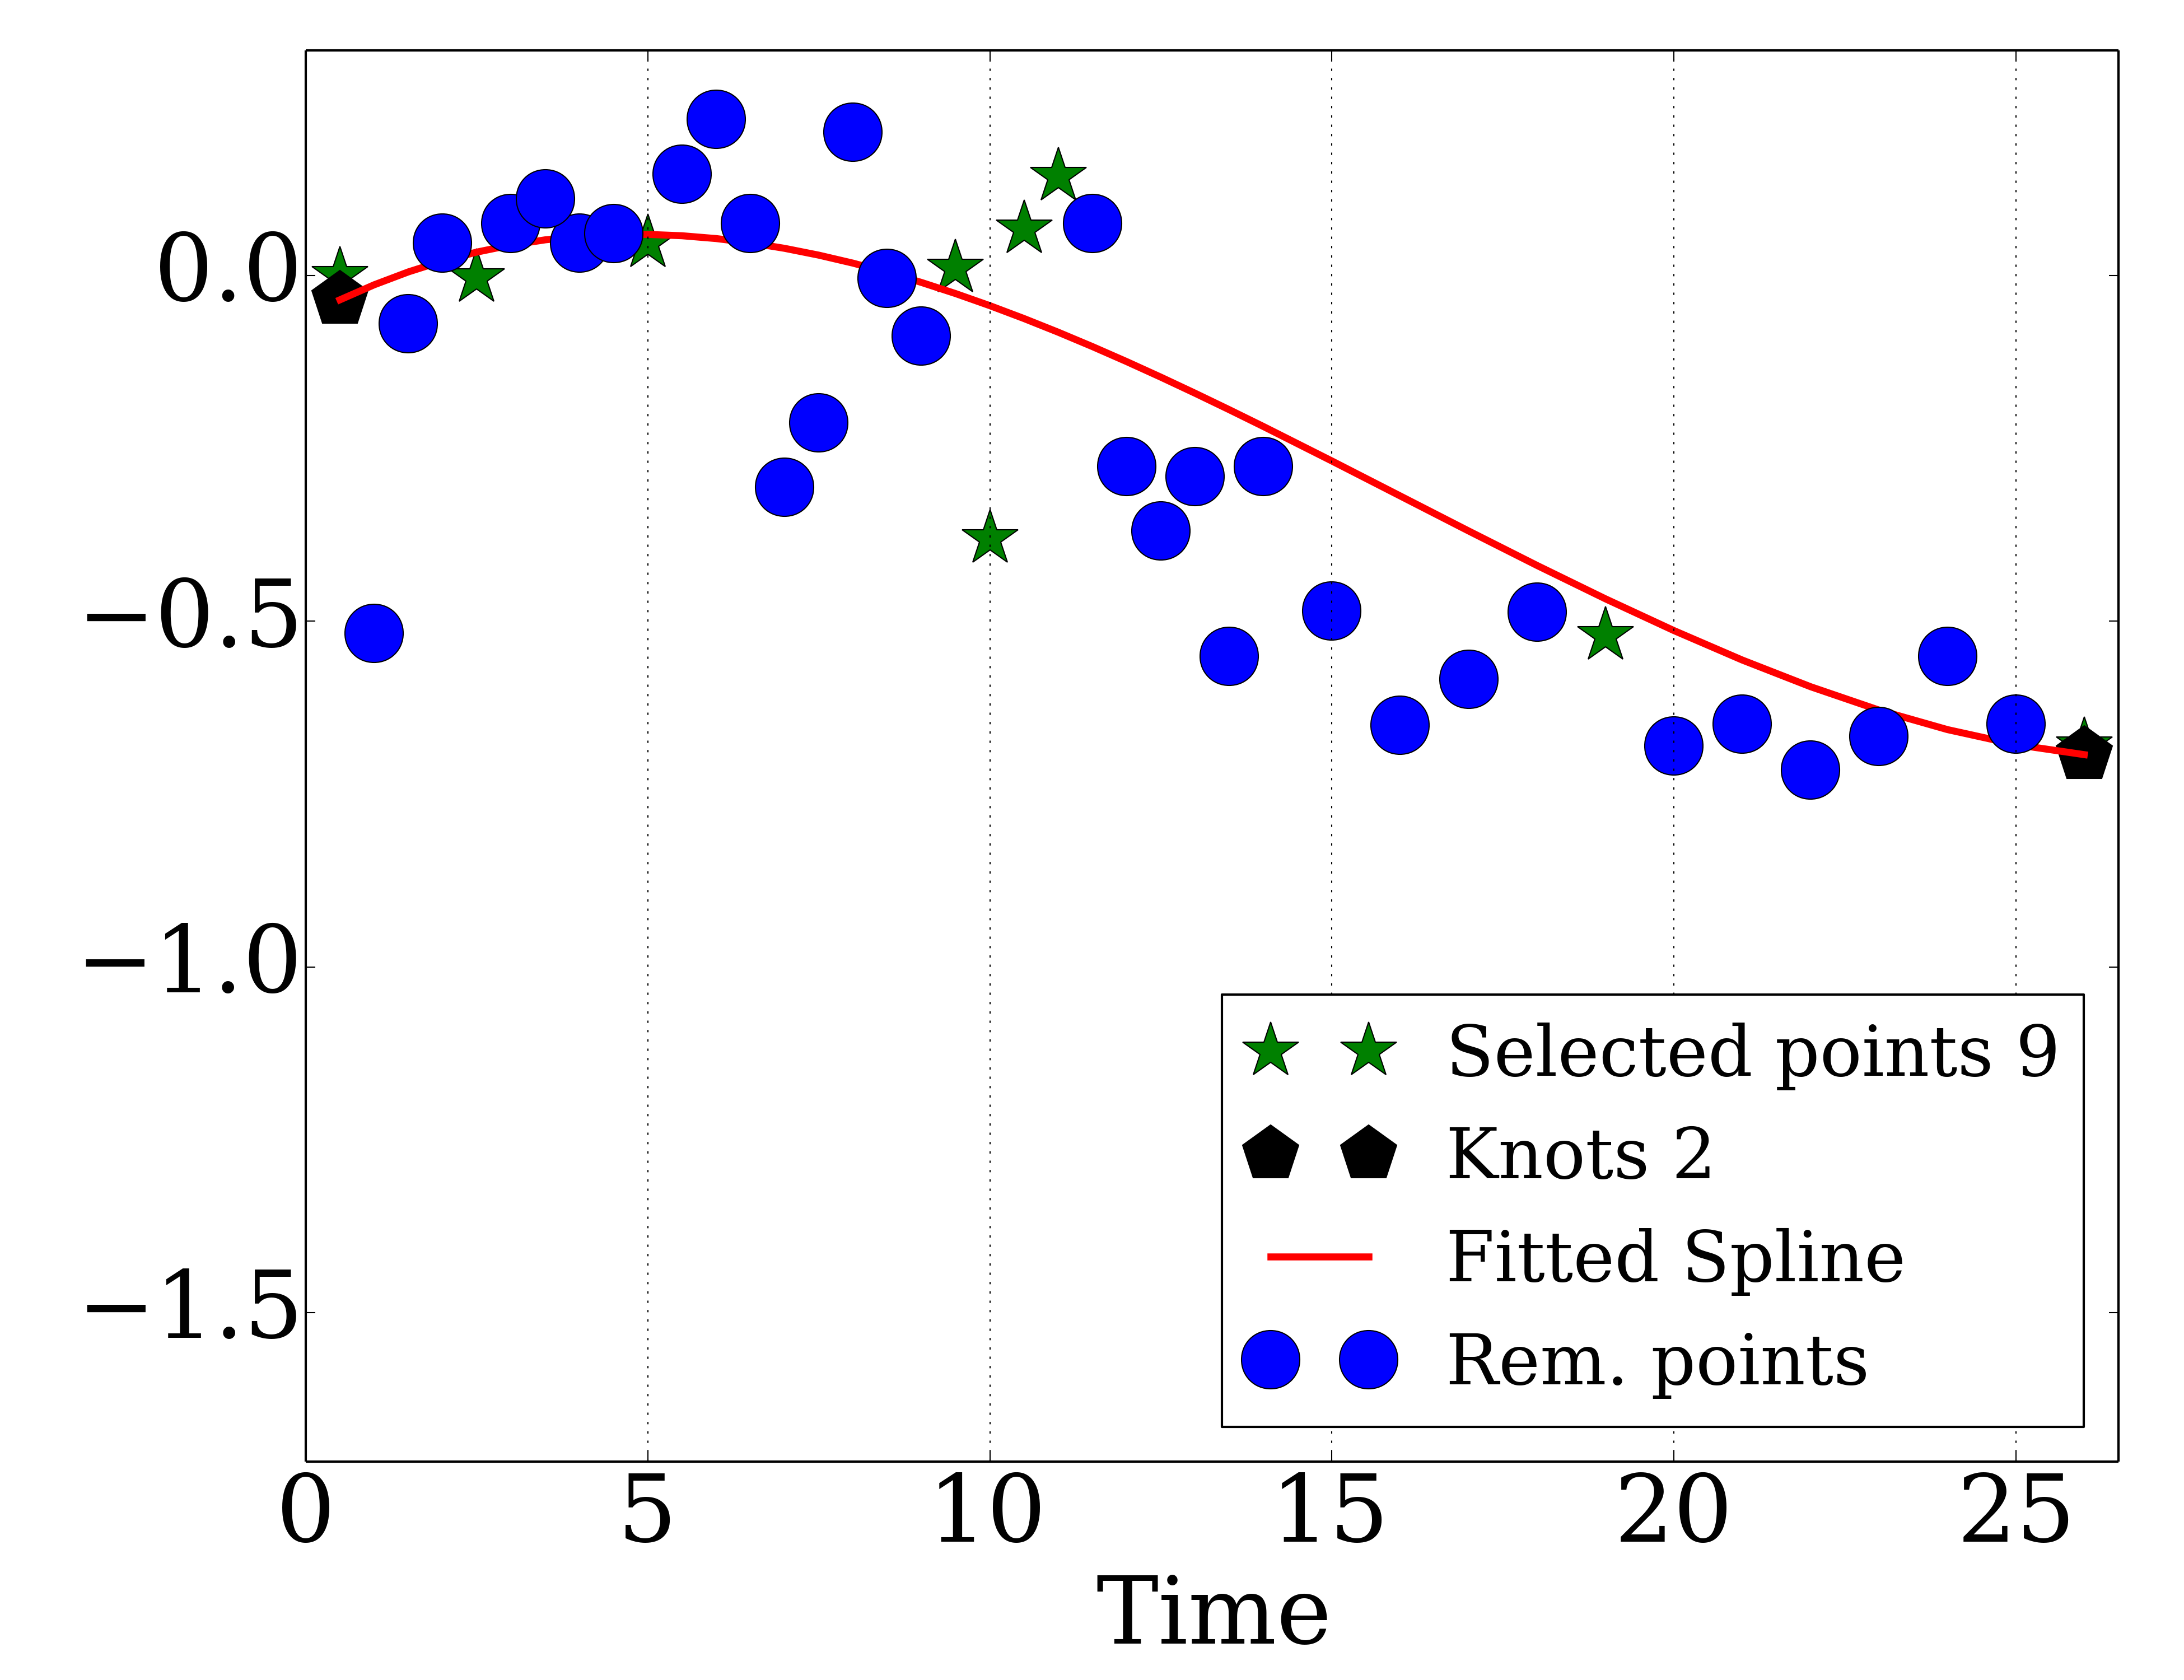 0.0
−0.5
−1.0
−1.5
Selected points 9
Knots 2
Fitted Spline
Rem. points
0 5 10 15 20 25
Time